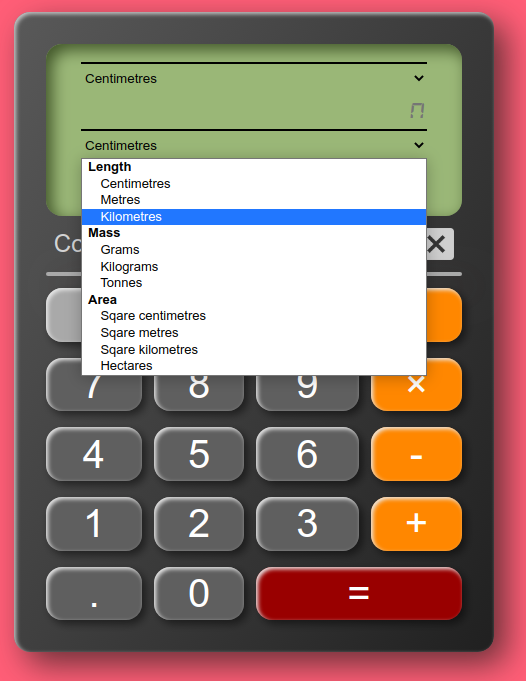 Centimetres
Centimetres
Length
Centimetres
Metres
Kilometres
Mass
Grams
Kilograms
Tonnes
Area
Sqare centimetres
Sqare metres
Sqare kilometres
Hectares
Co
7 8 9 ×
4 5 6 -
1 2 3 +
. 0 =